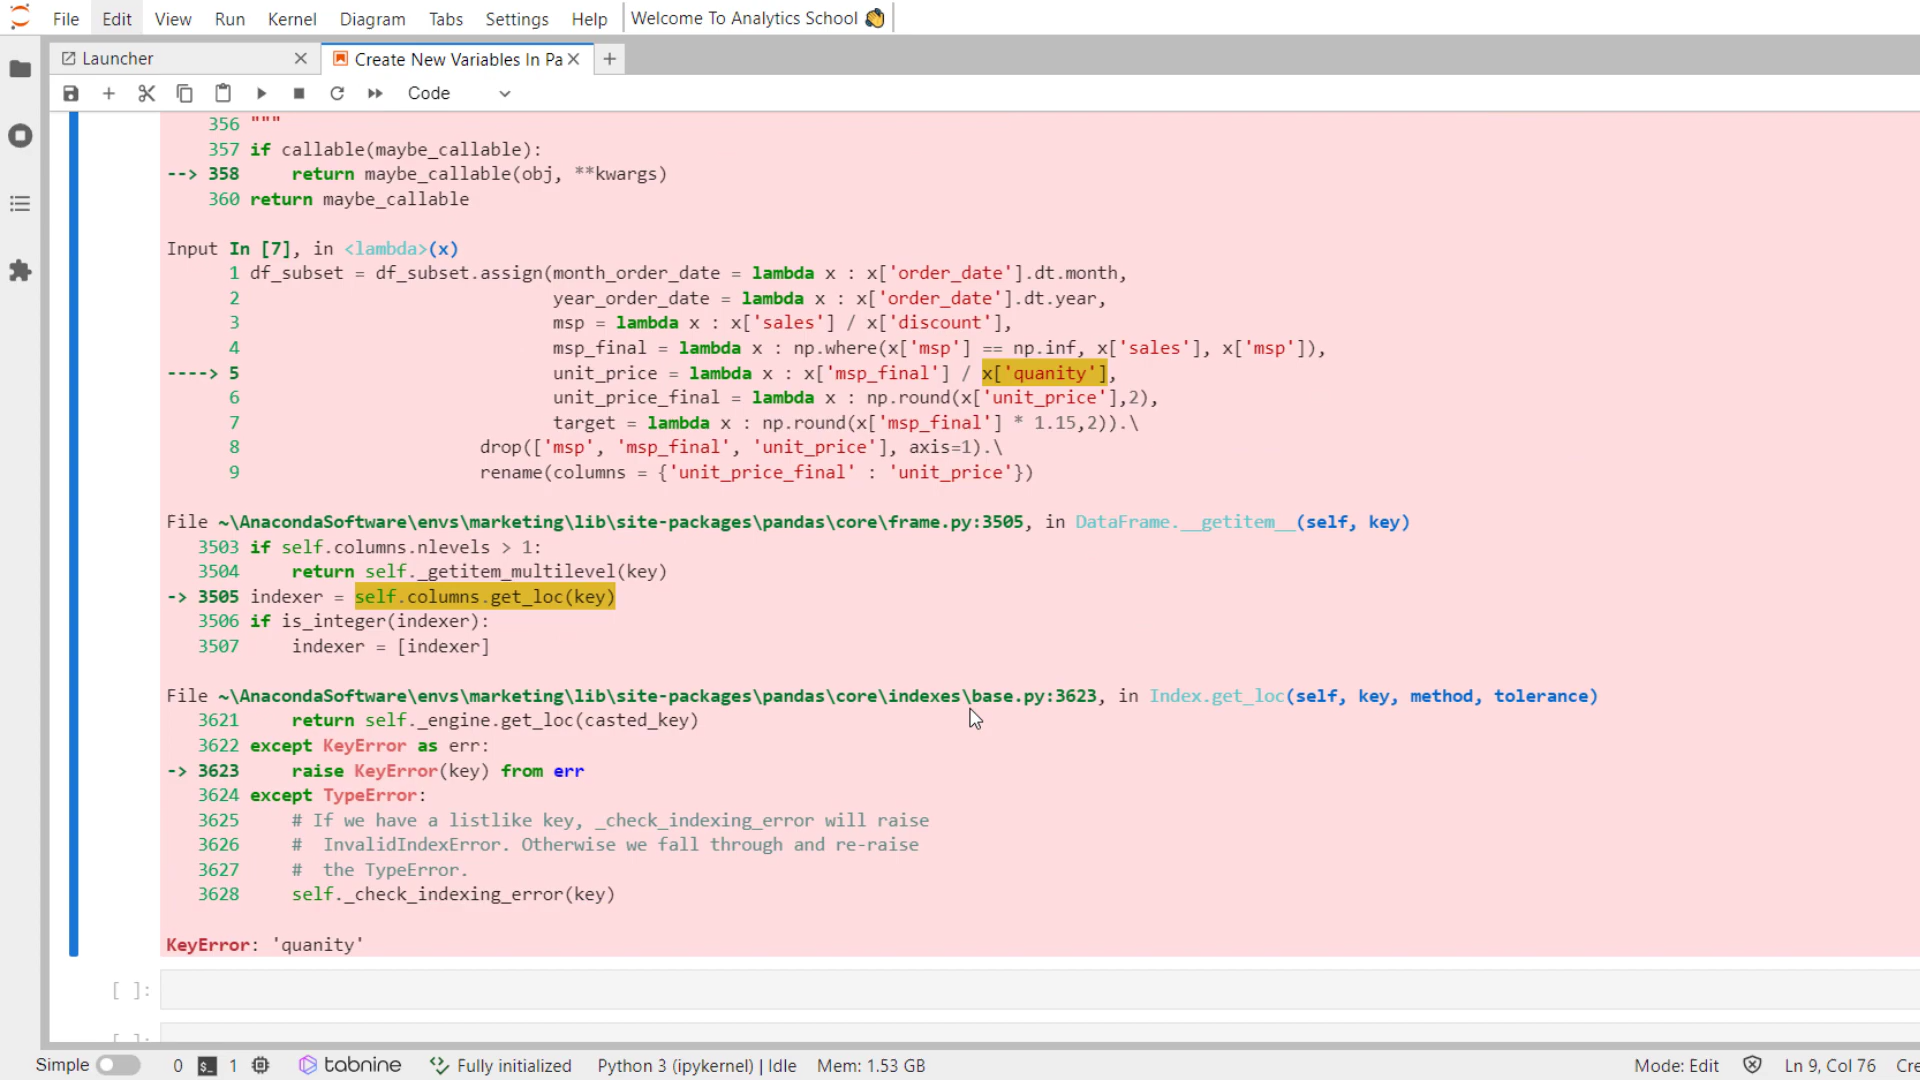 File Edit View Run Kernel Diagram Tabs Settings Help Welcome To Analytics School 👋
Launcher Create New Variables In Pa
Code
356 """
357 if callable(maybe_callable):
--> 358     return maybe_callable(obj, **kwargs)
360 return maybe_callable
Input In [7], in <lambda>(x)
1 df_subset = df_subset.assign(month_order_date = lambda x : x['order_date'].dt.month,
2                              year_order_date = lambda x : x['order_date'].dt.year,
3                              msp = lambda x : x['sales'] / x['discount'],
4                              msp_final = lambda x : np.where(x['msp'] == np.inf, x['sales'], x['msp']),
----> 5                              unit_price = lambda x : x['msp_final'] / x['quanity'],
6                              unit_price_final = lambda x : np.round(x['unit_price'],2),
7                              target = lambda x : np.round(x['msp_final'] * 1.15,2)).\
8                       drop(['msp', 'msp_final', 'unit_price'], axis=1).\
9                       rename(columns = {'unit_price_final' : 'unit_price'})
File ~\AnacondaSoftware\envs\marketing\lib\site-packages\pandas\core\frame.py:3505, in DataFrame.__getitem__(self, key)
3503 if self.columns.nlevels > 1:
3504     return self._getitem_multilevel(key)
-> 3505 indexer = self.columns.get_loc(key)
3506 if is_integer(indexer):
3507     indexer = [indexer]
File ~\AnacondaSoftware\envs\marketing\lib\site-packages\pandas\core\indexes\base.py:3623, in Index.get_loc(self, key, method, tolerance)
3621     return self._engine.get_loc(casted_key)
3622 except KeyError as err:
-> 3623     raise KeyError(key) from err
3624 except TypeError:
3625     # If we have a listlike key, _check_indexing_error will raise
3626     #  InvalidIndexError. Otherwise we fall through and re-raise
3627     #  the TypeError.
3628     self._check_indexing_error(key)
KeyError: 'quanity'
[ ]:
[ ]:
Simple 0 $_ 1 tabnine Fully initialized Python 3 (ipykernel) | Idle Mem: 1.53 GB Mode: Edit Ln 9, Col 76 Cre